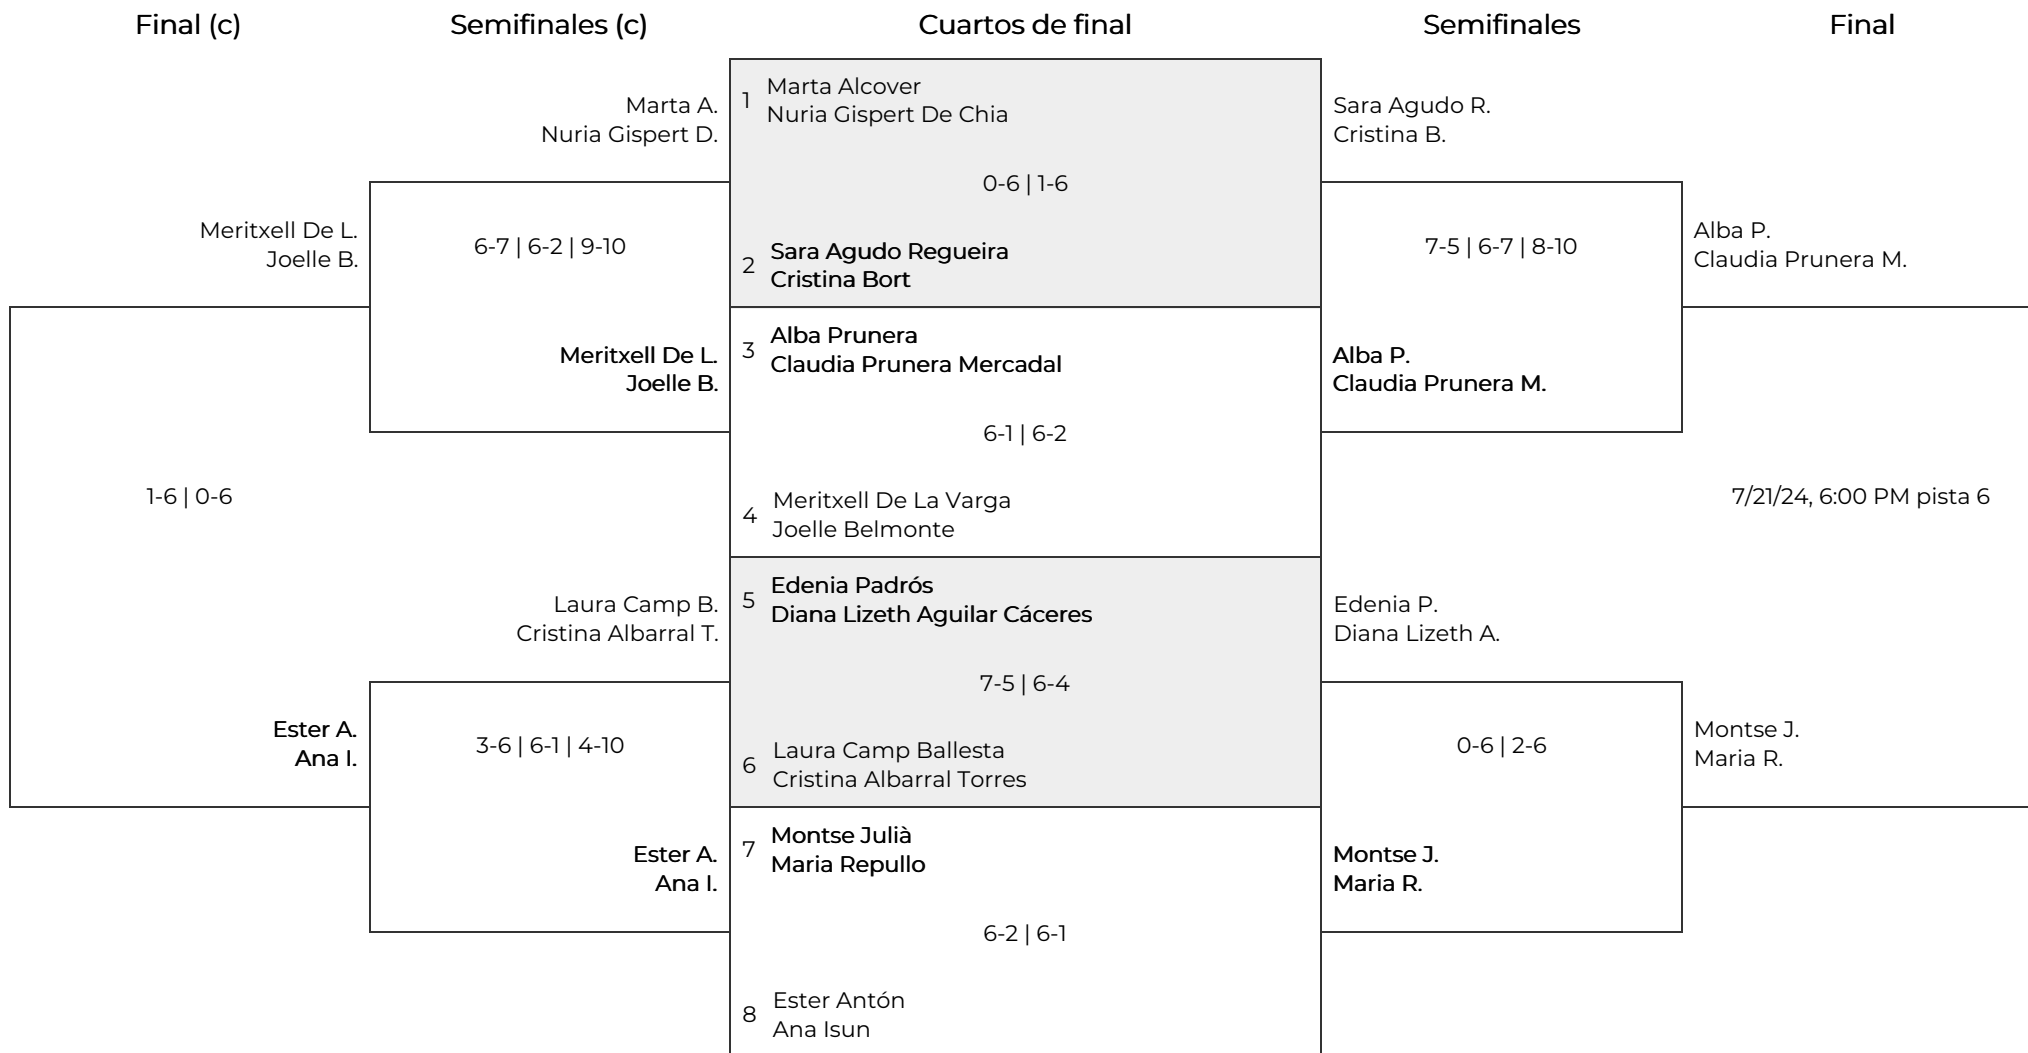 Final (c)
Semifinales (c)
Cuartos de final
Semifinales
Final
Meritxell De L.
Joelle B.
1-6 | 0-6
Ester A.
Ana I.
Marta A.
Nuria Gispert D.
6-7 | 6-2 | 9-10
Meritxell De L.
Joelle B.
Laura Camp B.
Cristina Albarral T.
3-6 | 6-1 | 4-10
Ester A.
Ana I.
1
Marta Alcover
Nuria Gispert De Chia
0-6 | 1-6
2
Sara Agudo Regueira
Cristina Bort
3
Alba Prunera
Claudia Prunera Mercadal
6-1 | 6-2
4
Meritxell De La Varga
Joelle Belmonte
5
Edenia Padrós
Diana Lizeth Aguilar Cáceres
7-5 | 6-4
6
Laura Camp Ballesta
Cristina Albarral Torres
7
Montse Julià
Maria Repullo
6-2 | 6-1
8
Ester Antón
Ana Isun
Sara Agudo R.
Cristina B.
7-5 | 6-7 | 8-10
Alba P.
Claudia Prunera M.
Edenia P.
Diana Lizeth A.
0-6 | 2-6
Montse J.
Maria R.
Alba P.
Claudia Prunera M.
7/21/24, 6:00 PM pista 6
Montse J.
Maria R.